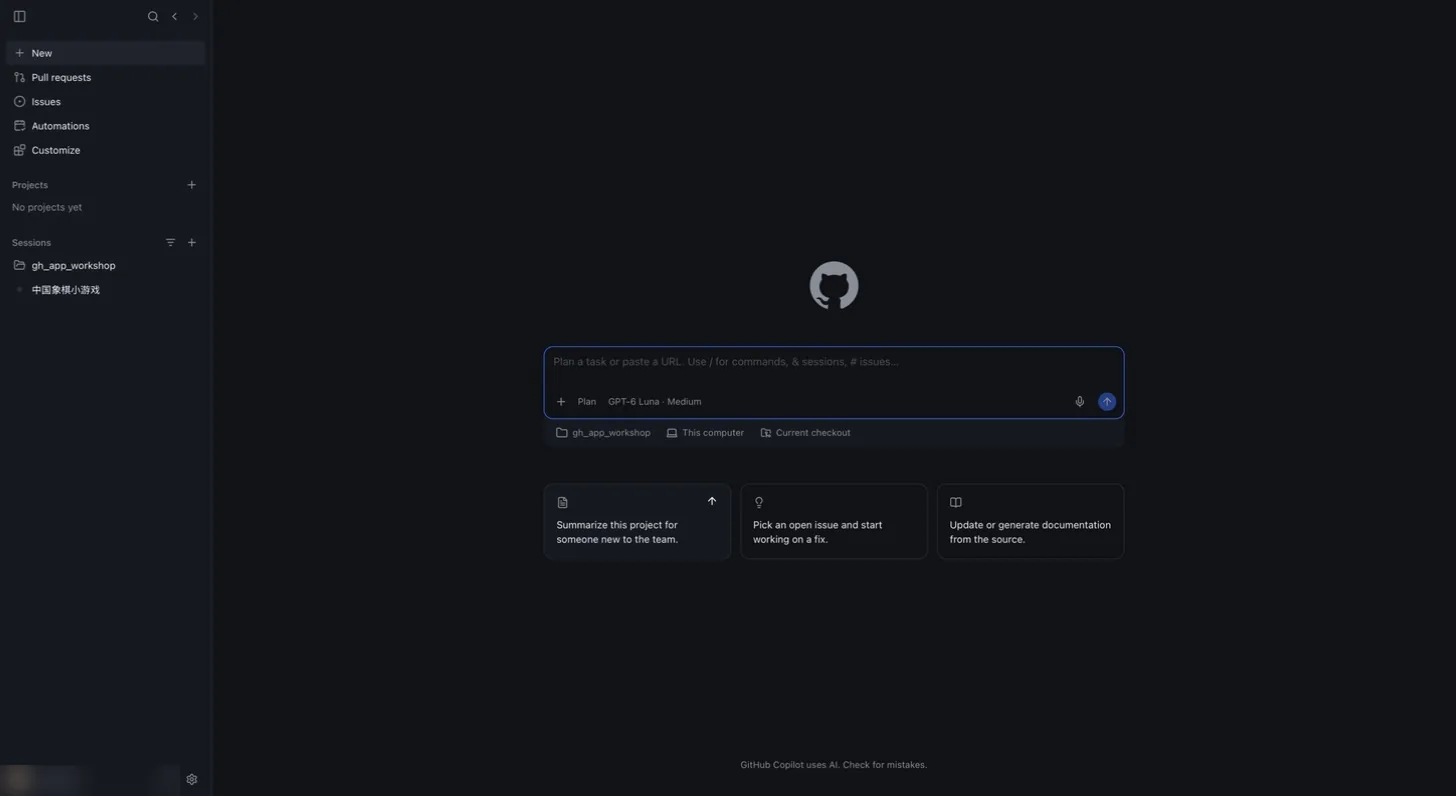 New
Pull requests
Issues
Automations
Customize
Projects
No projects yet
Sessions
gh_app_workshop
中国象棋小游戏
Plan a task or paste a URL. Use / for commands, & sessions, # issues...
Plan GPT-6 Luna · Medium
gh_app_workshop This computer Current checkout
Summarize this project for
someone new to the team.
Pick an open issue and start
working on a fix.
Update or generate documentation
from the source.
GitHub Copilot uses AI. Check for mistakes.